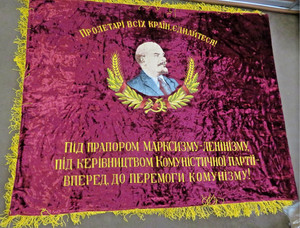 Пролетарі всіх країн, єднайтеся!
Під прапором марксизму-ленінізму,
під керівництвом Комуністичної партії-
вперед, до перемоги комунізму!